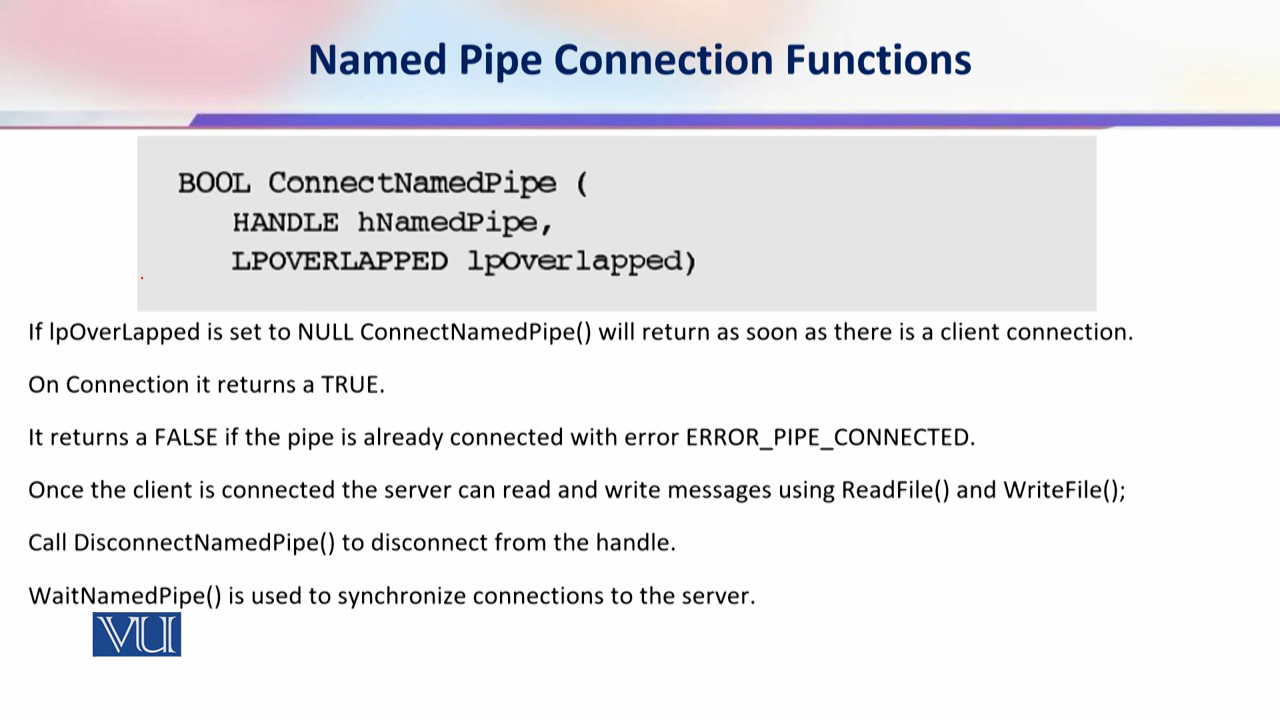 Named Pipe Connection Functions
BOOL ConnectNamedPipe (
HANDLE hNamedPipe,
LPOVERLAPPED lpOverlapped)
If lpOverLapped is set to NULL ConnectNamedPipe() will return as soon as there is a client connection.
On Connection it returns a TRUE.
It returns a FALSE if the pipe is already connected with error ERROR_PIPE_CONNECTED.
Once the client is connected the server can read and write messages using ReadFile() and WriteFile();
Call DisconnectNamedPipe() to disconnect from the handle.
WaitNamedPipe() is used to synchronize connections to the server.
VU